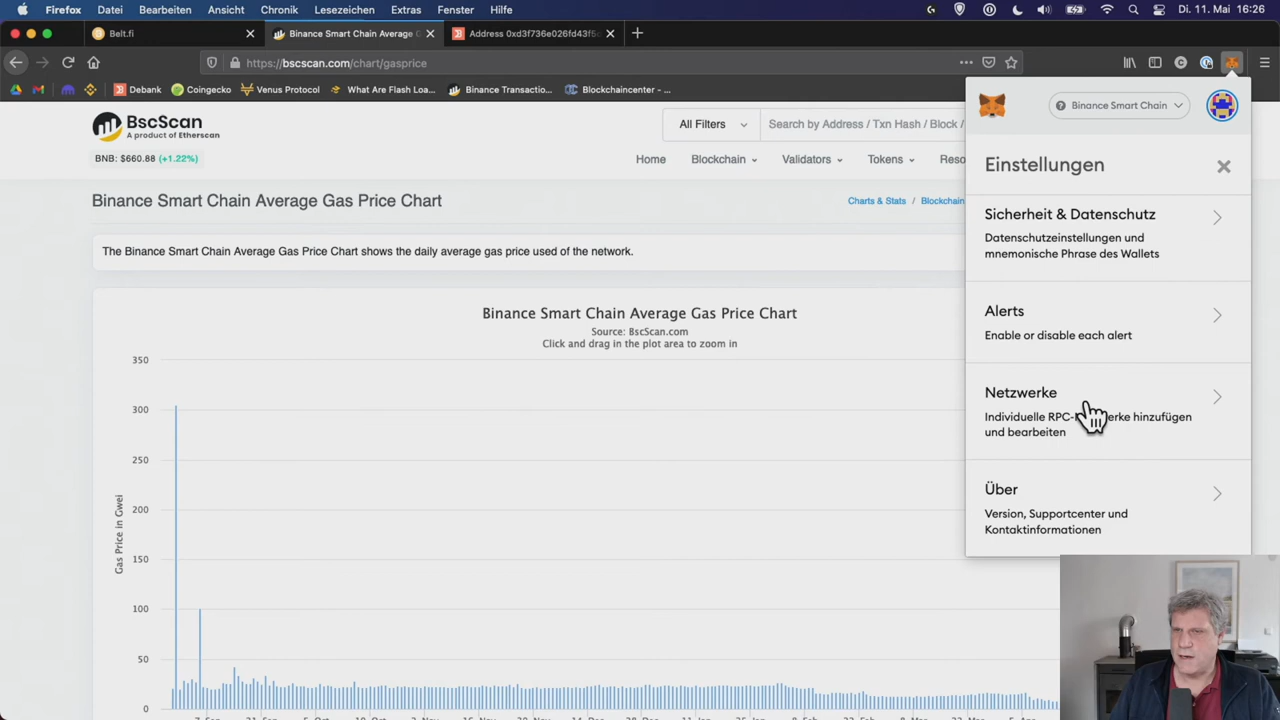 Firefox Datei Bearbeiten Ansicht Chronik Lesezeichen Extras Fenster Hilfe Di. 11. Mai 16:26
Belt.fi Binance Smart Chain Average G Address 0xd3f736e026fd43f5
https://bscscan.com/chart/gasprice
Debank Coingecko Venus Protocol What Are Flash Loa... Binance Transactio... Blockchaincenter - ...
BscScan
A product of Etherscan
BNB: $660.88 (+1.22%)
All Filters Search by Address / Txn Hash / Block /
Home Blockchain Validators Tokens Reso
Binance Smart Chain Average Gas Price Chart
Charts & Stats / Blockchain
The Binance Smart Chain Average Gas Price Chart shows the daily average gas price used of the network.
Binance Smart Chain Average Gas Price Chart
Source: BscScan.com
Click and drag in the plot area to zoom in
Gas Price in Gwei
350
300
250
200
150
100
50
0
Binance Smart Chain
Einstellungen
Sicherheit & Datenschutz
Datenschutzeinstellungen und
mnemonische Phrase des Wallets
Alerts
Enable or disable each alert
Netzwerke
Individuelle RPC- erke hinzufügen
und bearbeiten
Über
Version, Supportcenter und
Kontaktinformationen